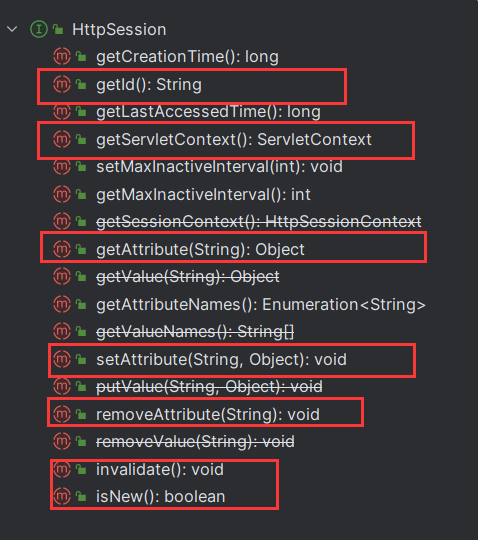 HttpSession
getCreationTime(): long
getId(): String
getLastAccessedTime(): long
getServletContext(): ServletContext
setMaxInactiveInterval(int): void
getMaxInactiveInterval(): int
getSessionContext(): HttpSessionContext
getAttribute(String): Object
getValue(String): Object
getAttributeNames(): Enumeration<String>
getValueNames(): String[]
setAttribute(String, Object): void
putValue(String, Object): void
removeAttribute(String): void
removeValue(String): void
invalidate(): void
isNew(): boolean